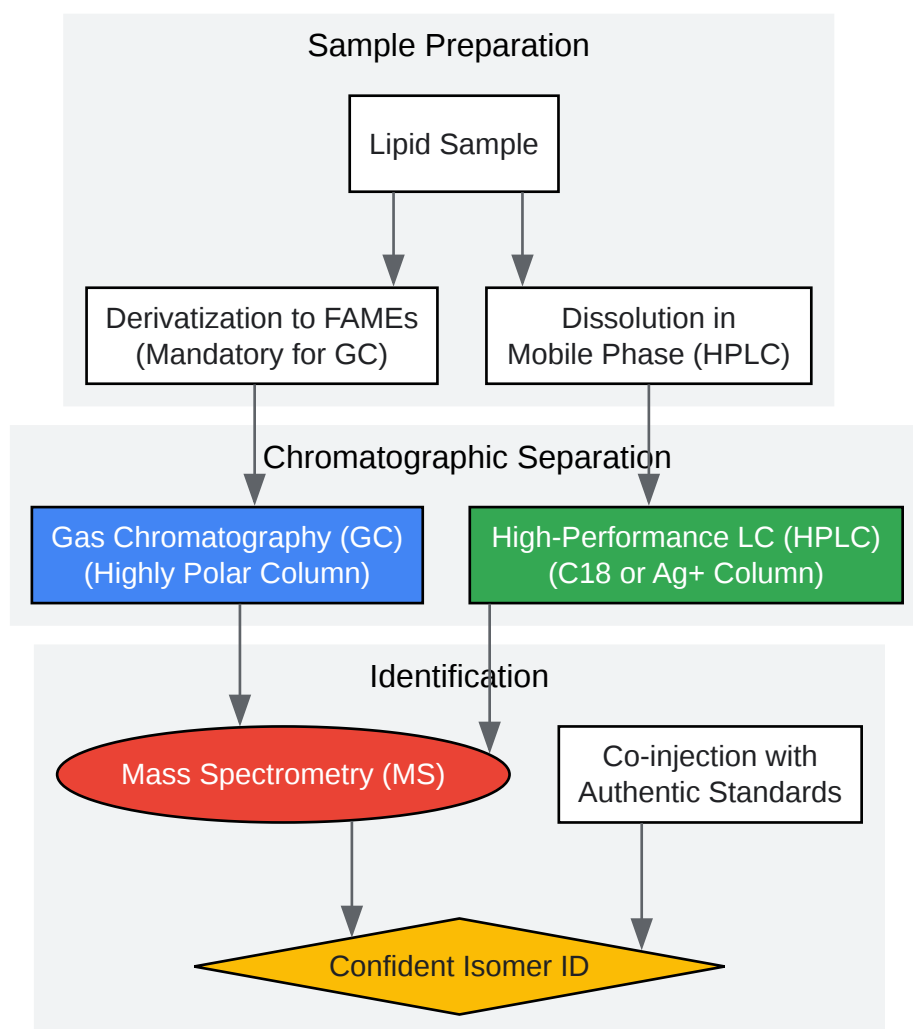 Sample Preparation
Lipid Sample
Derivatization to FAMEs
(Mandatory for GC)
Dissolution in
Mobile Phase (HPLC)
Chromatographic Separation
Gas Chromatography (GC)
(Highly Polar Column)
High-Performance LC (HPLC)
(C18 or Ag+ Column)
Identification
Mass Spectrometry (MS)
Co-injection with
Authentic Standards
Confident Isomer ID